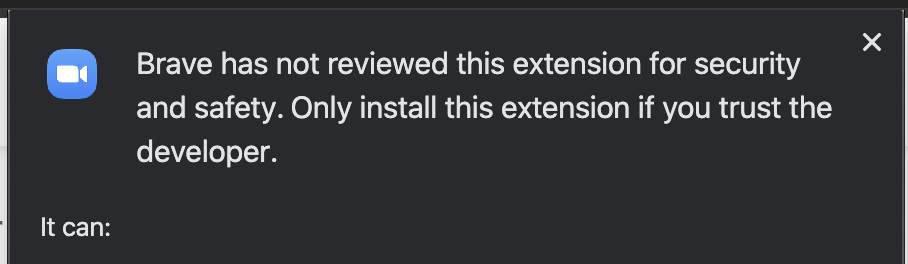 Brave has not reviewed this extension for security
and safety. Only install this extension if you trust the
developer.
It can: